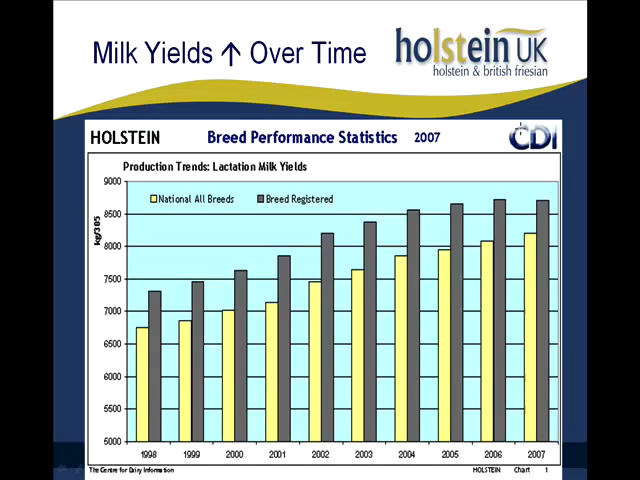 Milk Yields ↑ Over Time
holstein UK
holstein & british friesian
HOLSTEIN Breed Performance Statistics 2007
CDI
Production Trends: Lactation Milk Yields
National All Breeds Breed Registered
kg/305
9000
8500
8000
7500
7000
6500
6000
5500
5000
1998 1999 2000 2001 2002 2003 2004 2005 2006 2007
The Centre for Dairy Information HOLSTEIN Chart 1